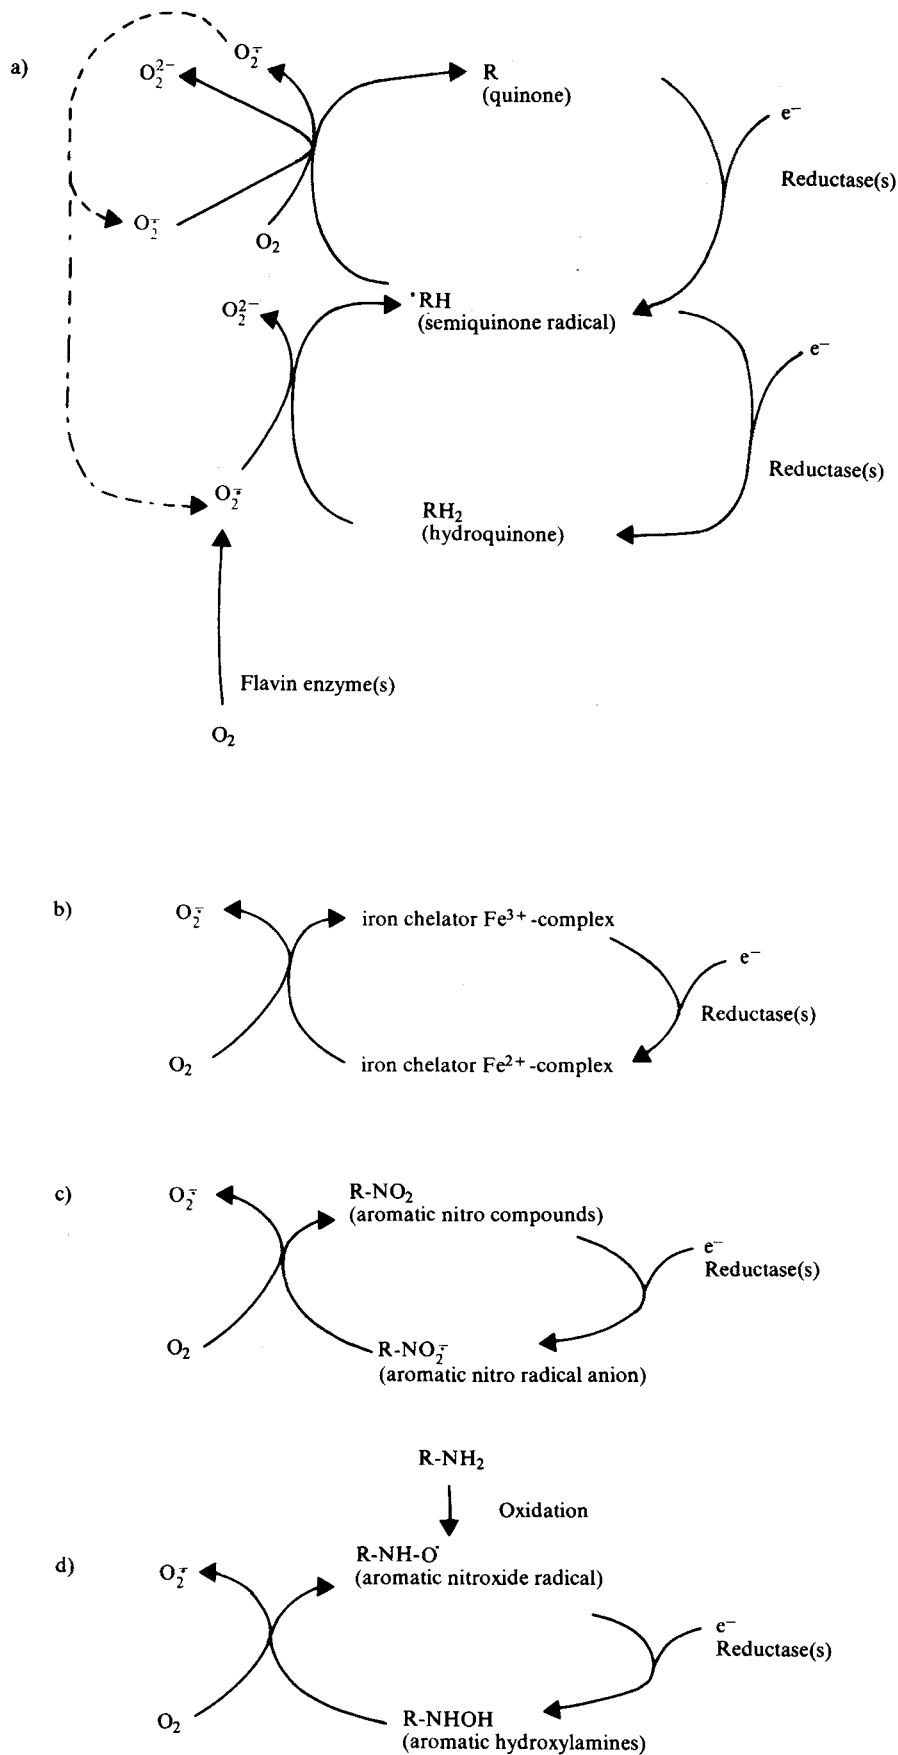 a)
O₂⁻̇
O₂²⁻
R
(quinone)
e⁻
Reductase(s)
O₂⁻̇
O₂
O₂²⁻
˙RH
(semiquinone radical)
e⁻
Reductase(s)
O₂⁻̇
RH₂
(hydroquinone)
Flavin enzyme(s)
O₂
b)
O₂⁻̇
iron chelator Fe³⁺-complex
e⁻
Reductase(s)
O₂
iron chelator Fe²⁺-complex
c)
O₂⁻̇
R-NO₂
(aromatic nitro compounds)
e⁻
Reductase(s)
O₂
R-NO₂⁻̇
(aromatic nitro radical anion)
R-NH₂
Oxidation
d)
O₂⁻̇
R-NH-O˙
(aromatic nitroxide radical)
e⁻
Reductase(s)
O₂
R-NHOH
(aromatic hydroxylamines)